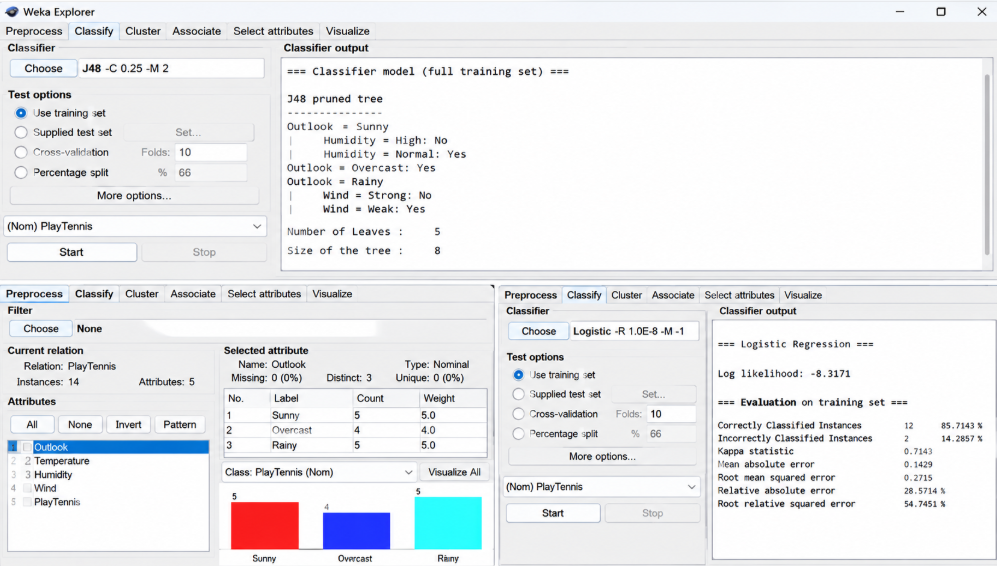 Weka Explorer
Preprocess Classify Cluster Associate Select attributes Visualize
Classifier
Choose J48 -C 0.25 -M 2
Test options
Use training set
Supplied test set Set...
Cross-validation Folds: 10
Percentage split % 66
More options...
(Nom) PlayTennis
Start Stop
Classifier output
=== Classifier model (full training set) ===
J48 pruned tree
---------------
Outlook = Sunny
| Humidity = High: No
| Humidity = Normal: Yes
Outlook = Overcast: Yes
Outlook = Rainy
| Wind = Strong: No
| Wind = Weak: Yes
Number of Leaves : 5
Size of the tree : 8
Preprocess Classify Cluster Associate Select attributes Visualize
Filter
Choose None
Current relation
Relation: PlayTennis
Instances: 14 Attributes: 5
Attributes
All None Invert Pattern
1 Outlook
2 2 Temperature
3 3 Humidity
4 Wind
5 PlayTennis
Selected attribute
Name: Outlook Type: Nominal
Missing: 0 (0%) Distinct: 3 Unique: 0 (0%)
No. Label Count Weight
1 Sunny 5 5.0
2 Overcast 4 4.0
3 Rainy 5 5.0
Class: PlayTennis (Nom) Visualize All
5 4 5
Sunny Overcast Rainy
Preprocess Classify Cluster Associate Select attributes Visualize
Classifier
Choose Logistic -R 1.0E-8 -M -1
Test options
Use training set
Supplied test set Set...
Cross-validation Folds: 10
Percentage split % 66
More options...
(Nom) PlayTennis
Start Stop
Classifier output
=== Logistic Regression ===
Log likelihood: -8.3171
=== Evaluation on training set ===
Correctly Classified Instances 12 85.7143 %
Incorrectly Classified Instances 2 14.2857 %
Kappa statistic 0.7143
Mean absolute error 0.1429
Root mean squared error 0.2715
Relative absolute error 28.5714 %
Root relative squared error 54.7451 %